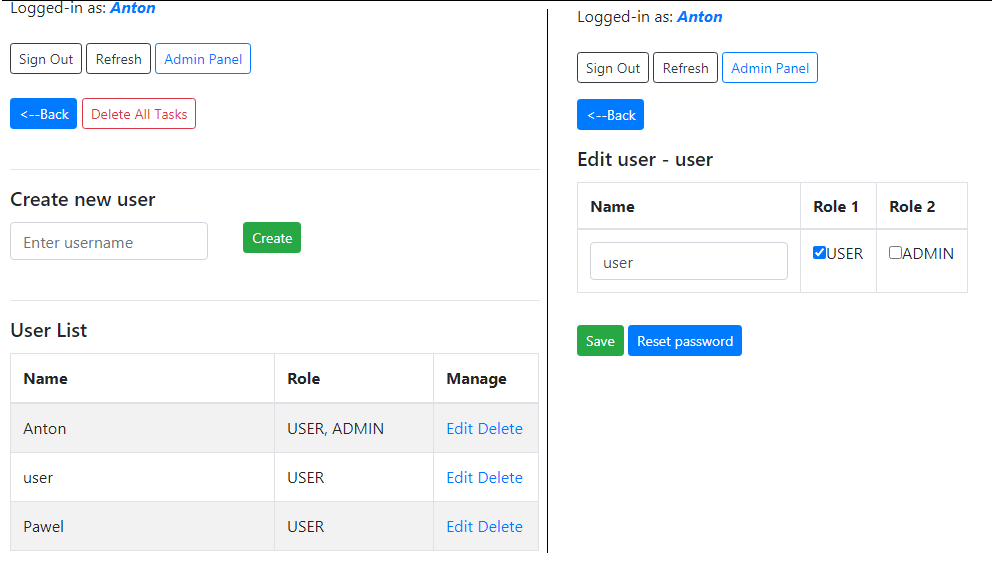 Logged-in as: Anton
Sign Out Refresh Admin Panel
<--Back Delete All Tasks
Create new user
Enter username Create
User List
Name Role Manage
Anton USER, ADMIN Edit Delete
user USER Edit Delete
Pawel USER Edit Delete
Logged-in as: Anton
Sign Out Refresh Admin Panel
<--Back
Edit user - user
Name Role 1 Role 2
user USER ADMIN
Save Reset password